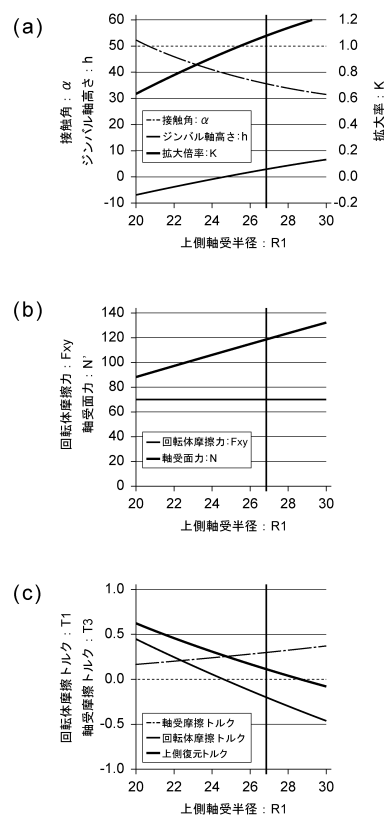 (a)
接触角：α
ジンバル軸高さ：h
60
50
40
30
20
10
0
-10
1.2
1.0
0.8
0.6
0.4
0.2
0.0
-0.2
拡大率：K
接触角：α
ジンバル軸高さ：h
拡大倍率：K
20 22 24 26 28 30
上側軸受半径：R1
(b)
回転体摩擦力：Fxy
軸受面力：N'
140
120
100
80
60
40
20
0
回転体摩擦力：Fxy
軸受面力：N
20 22 24 26 28 30
上側軸受半径：R1
(c)
回転体摩擦トルク：T1
軸受摩擦トルク：T3
1.0
0.5
0.0
-0.5
-1.0
軸受摩擦トルク
回転体摩擦トルク
上側復元トルク
20 22 24 26 28 30
上側軸受半径：R1